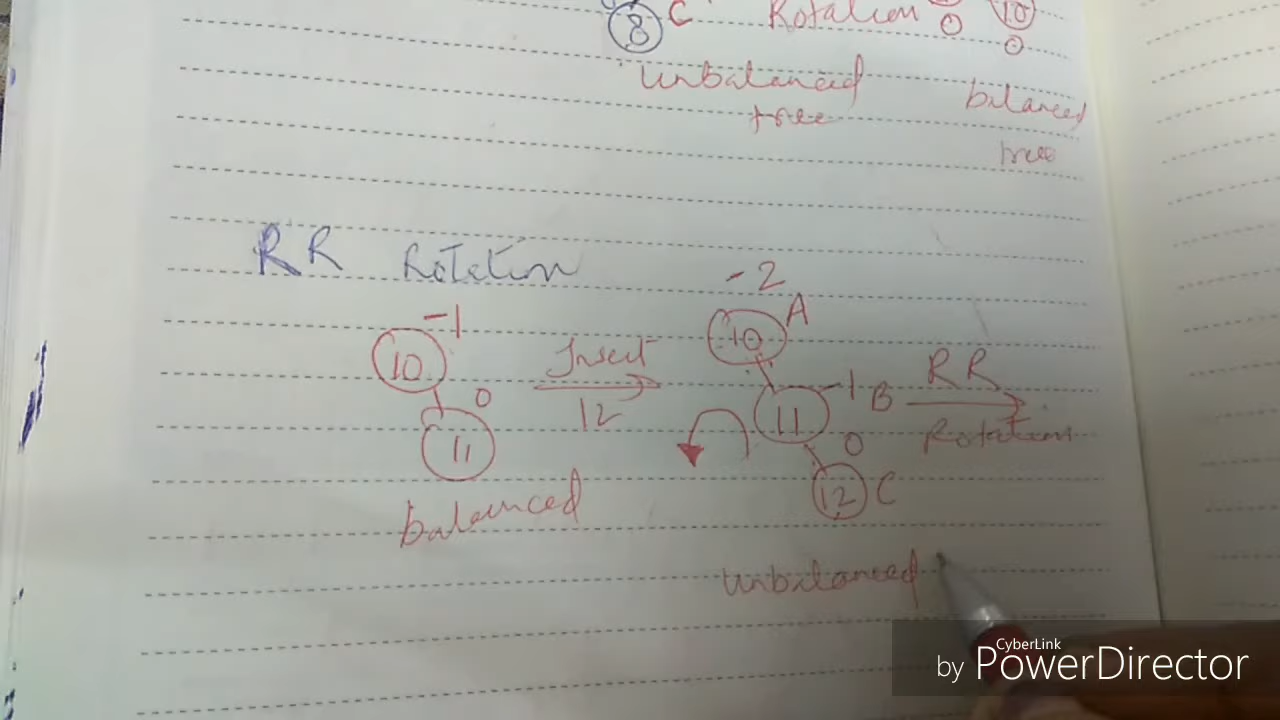 8 C Rotation 0 10
0
Unbalanced
tree
balanced
tree
RR Rotation
-1
10
0
11
balanced
Insert
12
-2
10 A
-1
11 B
0
12 C
RR
Rotation
Unbalanced
CyberLink
by PowerDirector